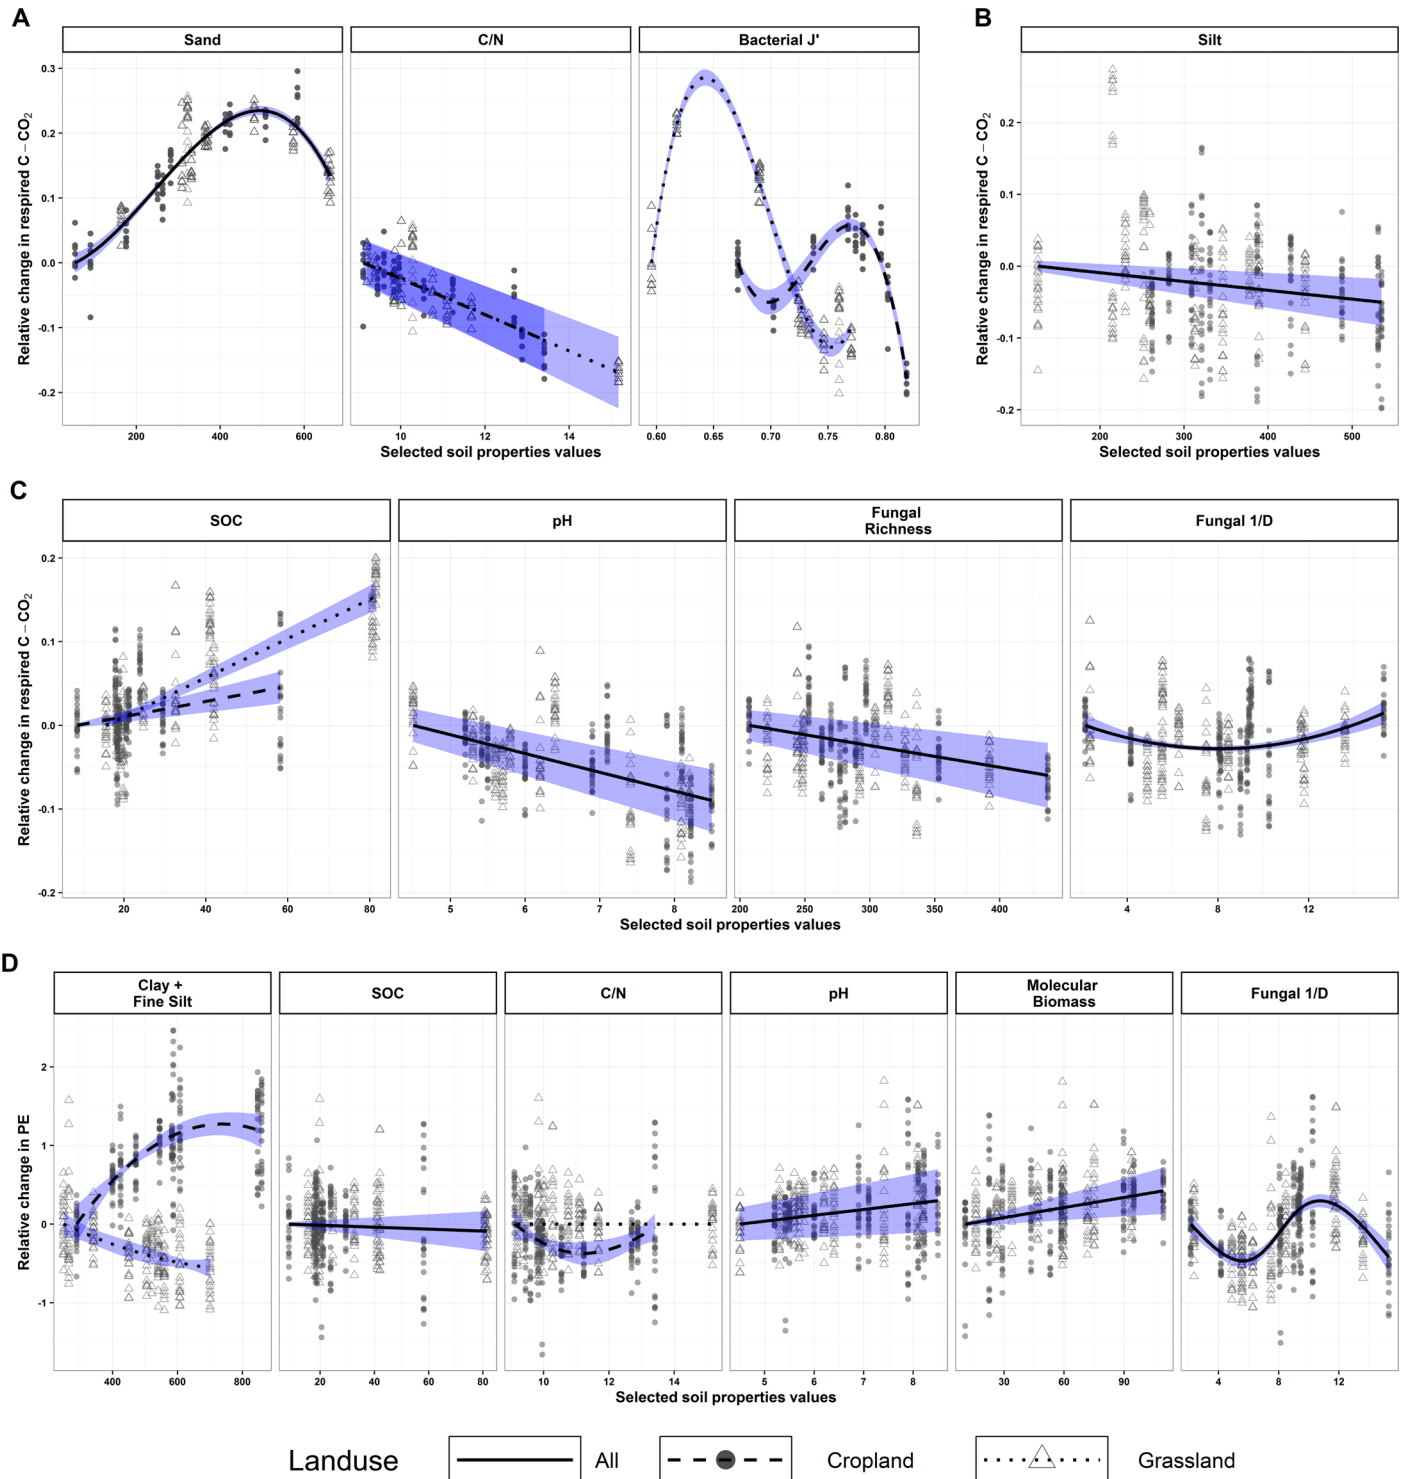 A
B
Sand
C/N
Bacterial J'
Silt
Relative change in respired C – CO2
0.3
0.2
0.1
0.0
-0.1
-0.2
200 400 600
10 12 14
0.60 0.65 0.70 0.75 0.80
Selected soil properties values
Relative change in respired C – CO2
0.2
0.1
0.0
-0.1
-0.2
200 300 400 500
Selected soil properties values
C
SOC
pH
Fungal
Richness
Fungal 1/D
Relative change in respired C – CO2
0.2
0.1
0.0
-0.1
-0.2
20 40 60 80
5 6 7 8
200 250 300 350 400
4 8 12
Selected soil properties values
D
Clay +
Fine Silt
SOC
C/N
pH
Molecular
Biomass
Fungal 1/D
Relative change in PE
2
1
0
-1
400 600 800
20 40 60 80
10 12 14
5 6 7 8
30 60 90
4 8 12
Selected soil properties values
Landuse
All
Cropland
Grassland